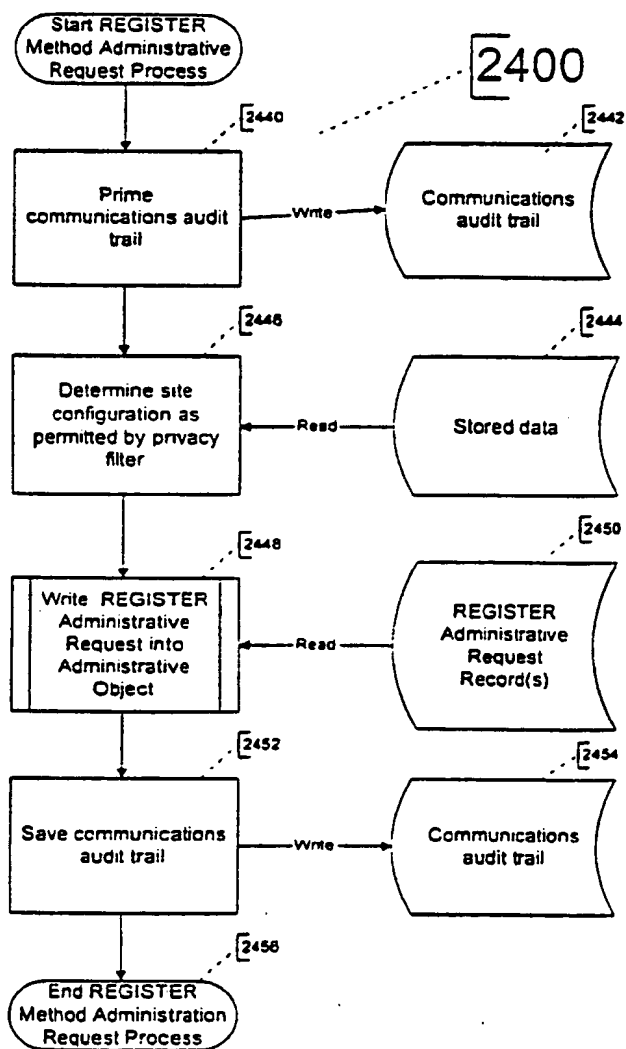 Start REGISTER
Method Administrative
Request Process
2400
2440
2442
Prime
communications audit
trail
Write
Communications
audit trail
2446
2444
Determine site
configuration as
permitted by privacy
filter
Read
Stored data
2448
2450
Write REGISTER
Administrative
Request into
Administrative
Object
Read
REGISTER
Administrative
Request
Record(s)
2452
2454
Save communications
audit trail
Write
Communications
audit trail
2456
End REGISTER
Method Administration
Request Process